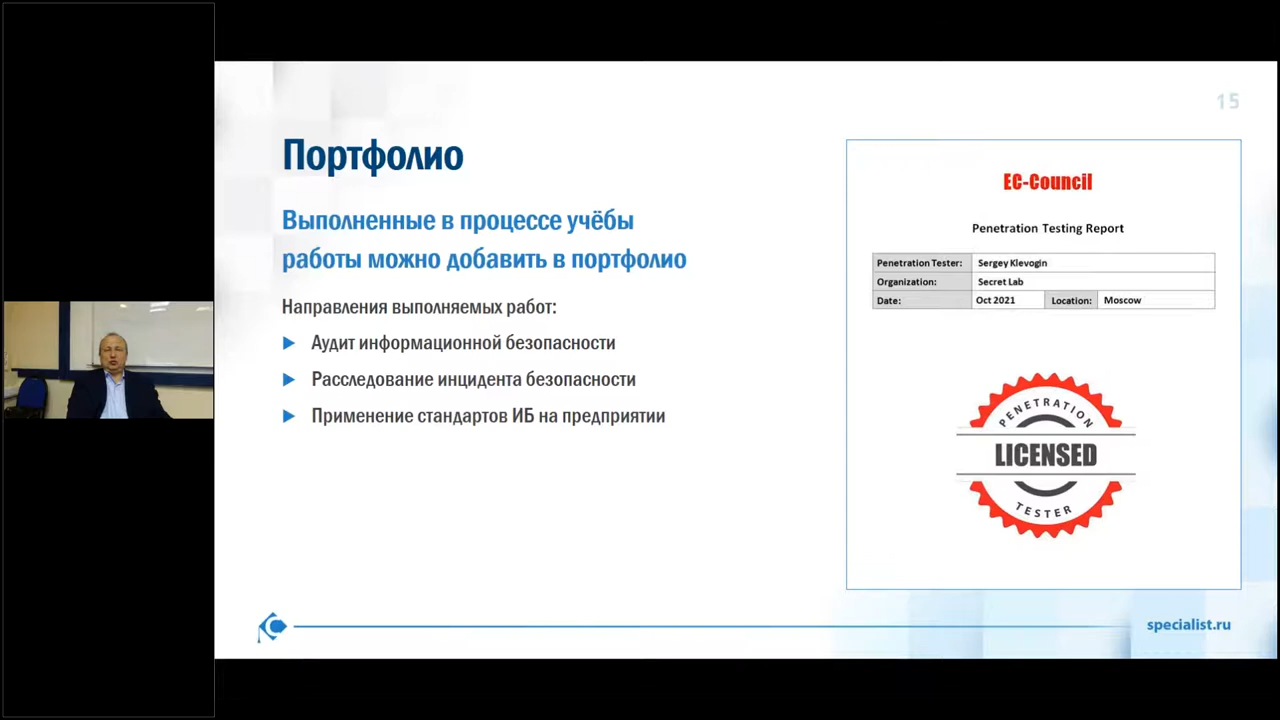 15
Портфолио
Выполненные в процессе учёбы
работы можно добавить в портфолио
Направления выполняемых работ:
Аудит информационной безопасности
Расследование инцидента безопасности
Применение стандартов ИБ на предприятии
EC-Council
Penetration Testing Report
Penetration Tester: Sergey Klevogin
Organization: Secret Lab
Date: Oct 2021 Location: Moscow
PENETRATION
LICENSED
TESTER
specialist.ru